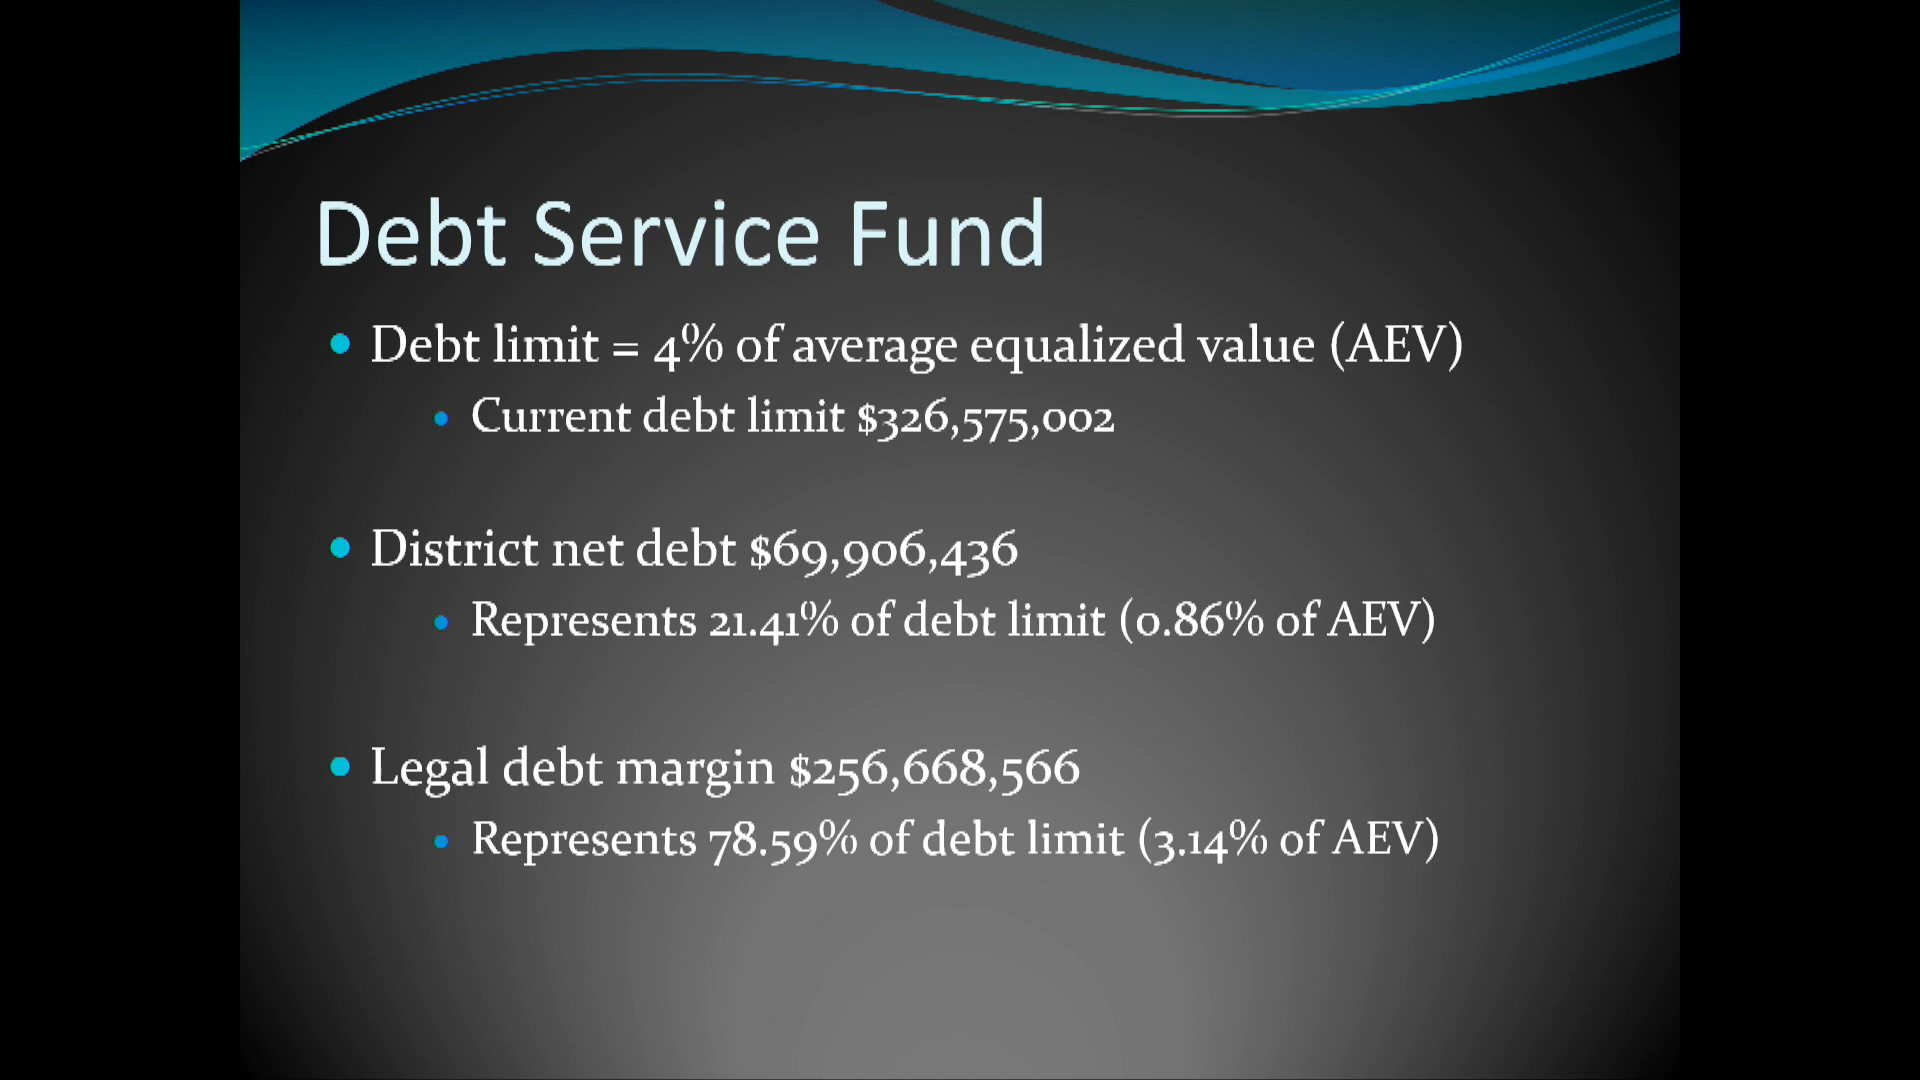 Debt Service Fund
• Debt limit = 4% of average equalized value (AEV)
• Current debt limit $326,575,002
• District net debt $69,906,436
• Represents 21.41% of debt limit (0.86% of AEV)
• Legal debt margin $256,668,566
• Represents 78.59% of debt limit (3.14% of AEV)